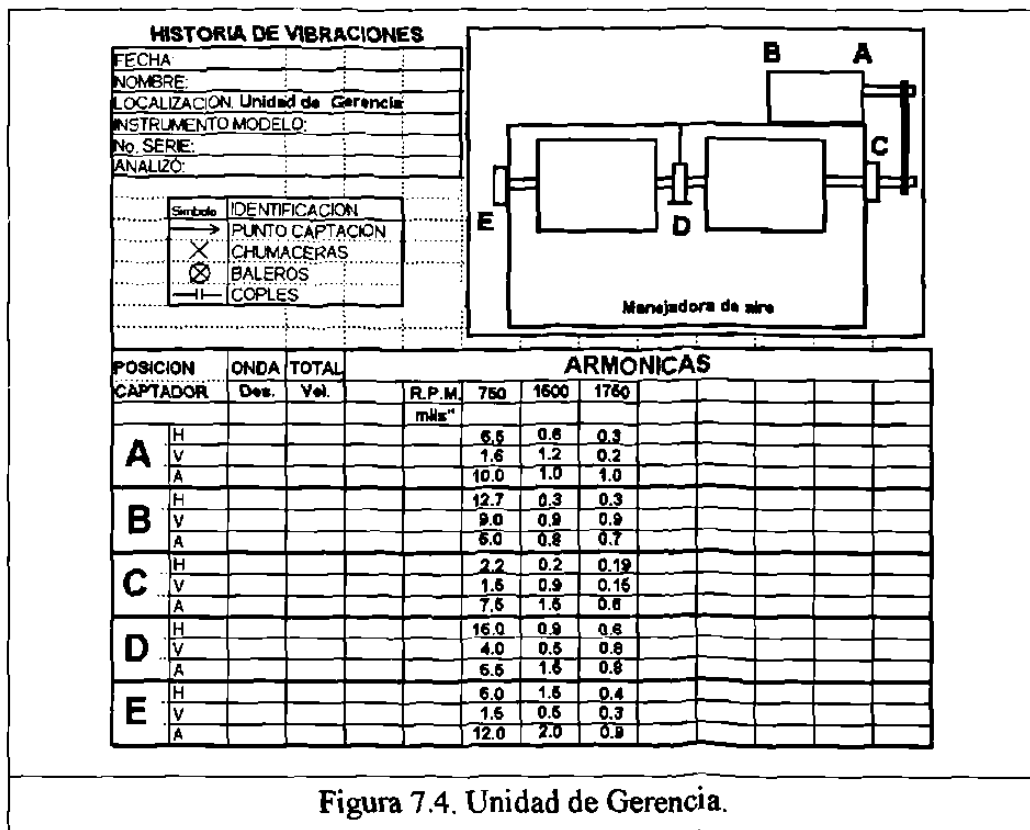 HISTORIA DE VIBRACIONES
FECHA:
NOMBRE:
LOCALIZACION. Unidad de Gerencia
INSTRUMENTO MODELO:
No. SERIE:
ANALIZÓ:
Simbolo IDENTIFICACION
PUNTO CAPTACION
CHUMACERAS
BALEROS
COPLES
B A
C
E D
Manejadora de aire
POSICION ONDA TOTAL ARMONICAS
CAPTADOR Des. Vel. R.P.M. 750 1500 1750
mils"
A
H 6.5 0.6 0.3
V 1.6 1.2 0.2
A 10.0 1.0 1.0
B
H 12.7 0.3 0.3
V 9.0 0.9 0.9
A 6.0 0.8 0.7
C
H 2.2 0.2 0.19
V 1.5 0.9 0.15
A 7.5 1.5 0.6
D
H 16.0 0.9 0.6
V 4.0 0.5 0.8
A 6.5 1.5 0.8
E
H 6.0 1.5 0.4
V 1.5 0.5 0.3
A 12.0 2.0 0.9
Figura 7.4. Unidad de Gerencia.